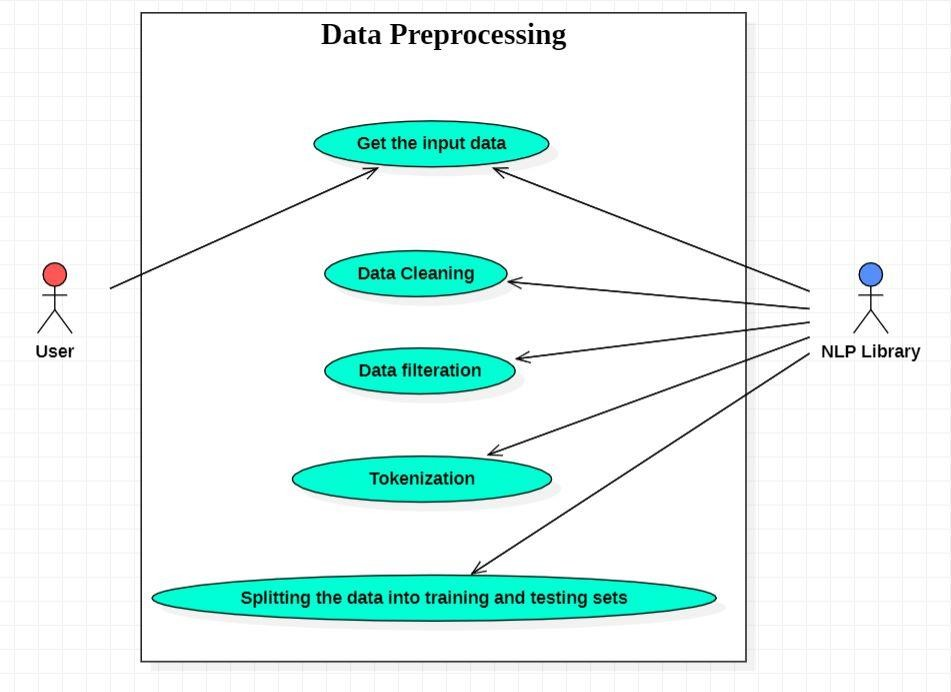 Data Preprocessing
Get the input data
Data Cleaning
User
NLP Library
Data filteration
Tokenization
Splitting the data into training and testing sets